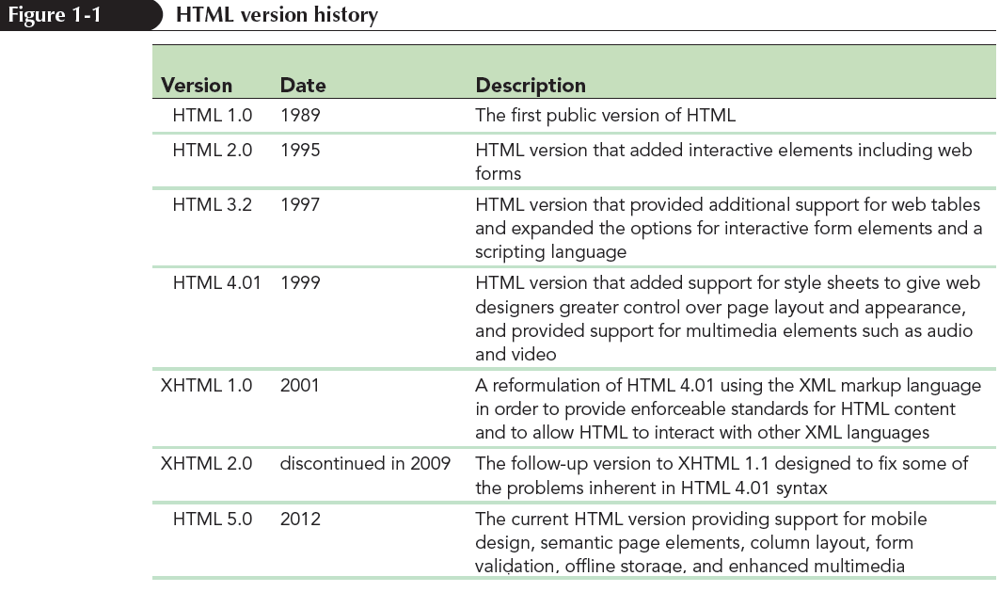 Figure 1-1 HTML version history
Version Date Description
HTML 1.0 1989 The first public version of HTML
HTML 2.0 1995 HTML version that added interactive elements including web
forms
HTML 3.2 1997 HTML version that provided additional support for web tables
and expanded the options for interactive form elements and a
scripting language
HTML 4.01 1999 HTML version that added support for style sheets to give web
designers greater control over page layout and appearance,
and provided support for multimedia elements such as audio
and video
XHTML 1.0 2001 A reformulation of HTML 4.01 using the XML markup language
in order to provide enforceable standards for HTML content
and to allow HTML to interact with other XML languages
XHTML 2.0 discontinued in 2009 The follow-up version to XHTML 1.1 designed to fix some of
the problems inherent in HTML 4.01 syntax
HTML 5.0 2012 The current HTML version providing support for mobile
design, semantic page elements, column layout, form
validation, offline storage, and enhanced multimedia